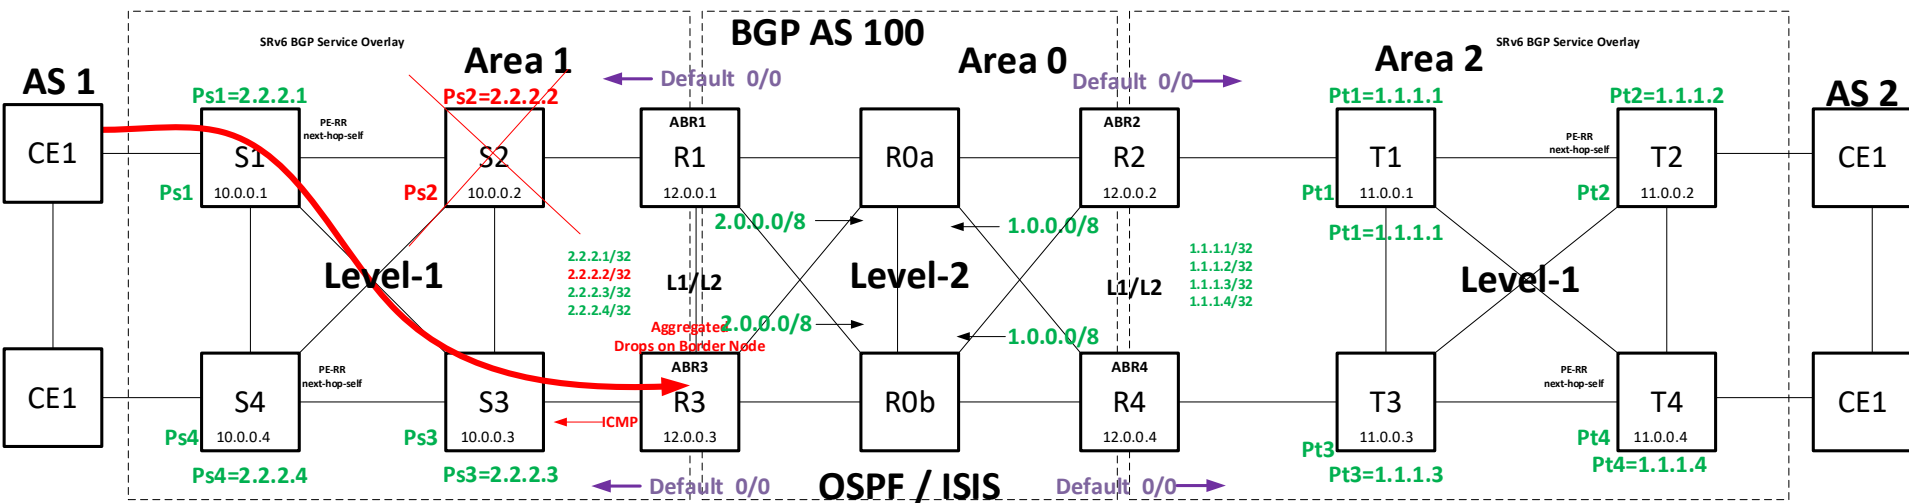 BGP AS 100
SRv6 BGP Service Overlay
Area 1
Area 0
Area 2
SRv6 BGP Service Overlay
AS 1
Default 0/0
Default 0/0
AS 2
Ps1=2.2.2.1
Ps2=2.2.2.2
Pt1=1.1.1.1
Pt2=1.1.1.2
CE1
S1
10.0.0.1
PE-RR
next-hop-self
S2
10.0.0.2
ABR1
R1
12.0.0.1
R0a
ABR2
R2
12.0.0.2
T1
11.0.0.1
PE-RR
next-hop-self
T2
11.0.0.2
CE1
Ps1
Ps2
Pt1
Pt2
2.0.0.0/8
1.0.0.0/8
Pt1=1.1.1.1
2.2.2.1/32
2.2.2.2/32
2.2.2.3/32
2.2.2.4/32
1.1.1.1/32
1.1.1.2/32
1.1.1.3/32
1.1.1.4/32
Level-1
L1/L2
Level-2
L1/L2
Level-1
Aggregated
Drops on Border Node
2.0.0.0/8
1.0.0.0/8
CE1
S4
10.0.0.4
PE-RR
next-hop-self
S3
10.0.0.3
ICMP
ABR3
R3
12.0.0.3
R0b
ABR4
R4
12.0.0.4
T3
11.0.0.3
PE-RR
next-hop-self
T4
11.0.0.4
CE1
Ps4
Ps3
Pt3
Pt4
Ps4=2.2.2.4
Ps3=2.2.2.3
Pt3=1.1.1.3
Pt4=1.1.1.4
Default 0/0
OSPF / ISIS
Default 0/0